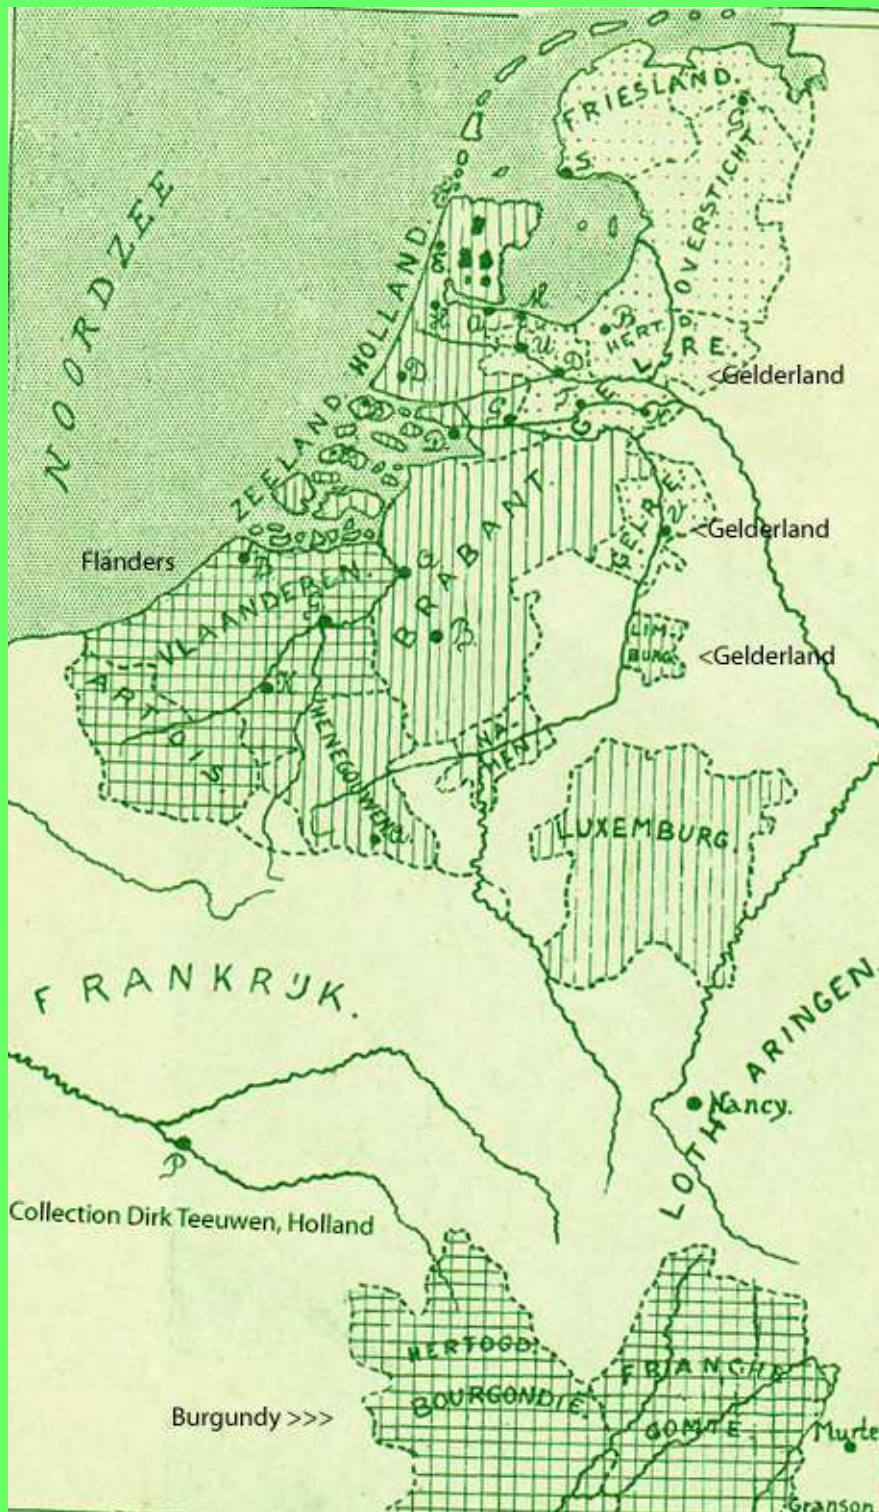 FRIESLAND.
G
S.
OVERSTICHT
NOORDZEE
HOLLAND.
M
a
U
B
HERT.
D.
GELRE.
D
D
<Gelderland
G
ZEELAND
D
BRABANT
GELRE.
V
<Gelderland
Flanders
B
VLAANDEREN.
G
a
B.
LIM-
BURG.
<Gelderland
ARTOIS.
K
HENEGOUWEN.
NA-
MEN
LUXEMBURG.
FRANKRIJK.
LOTHARINGEN.
Nancy.
P
Collection Dirk Teeuwen, Holland
HERTOGD.
BOURGONDIE.
FRANCHE
COMTE.
Burgundy >>>
Murte
Granson